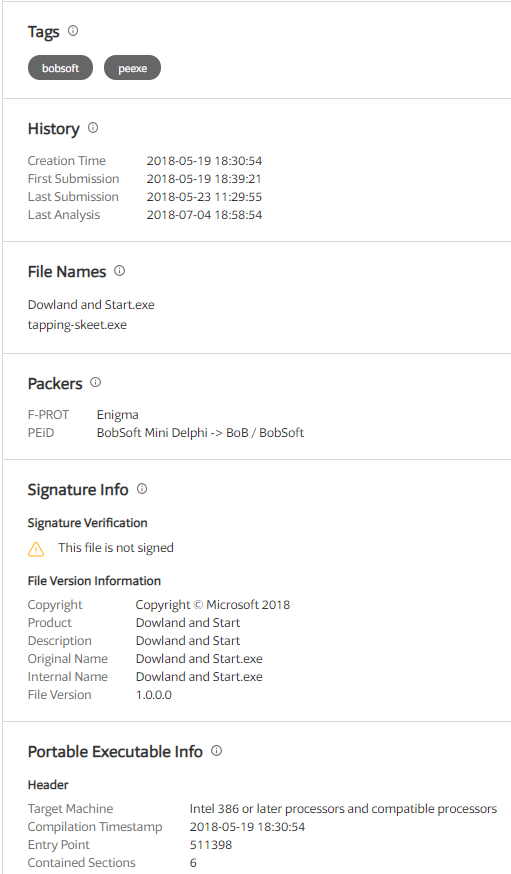 Tags
bobsoft peexe
History
Creation Time 2018-05-19 18:30:54
First Submission 2018-05-19 18:39:21
Last Submission 2018-05-23 11:29:55
Last Analysis 2018-07-04 18:58:54
File Names
Dowland and Start.exe
tapping-skeet.exe
Packers
F-PROT Enigma
PEiD BobSoft Mini Delphi -> BoB / BobSoft
Signature Info
Signature Verification
This file is not signed
File Version Information
Copyright Copyright © Microsoft 2018
Product Dowland and Start
Description Dowland and Start
Original Name Dowland and Start.exe
Internal Name Dowland and Start.exe
File Version 1.0.0.0
Portable Executable Info
Header
Target Machine Intel 386 or later processors and compatible processors
Compilation Timestamp 2018-05-19 18:30:54
Entry Point 511398
Contained Sections 6